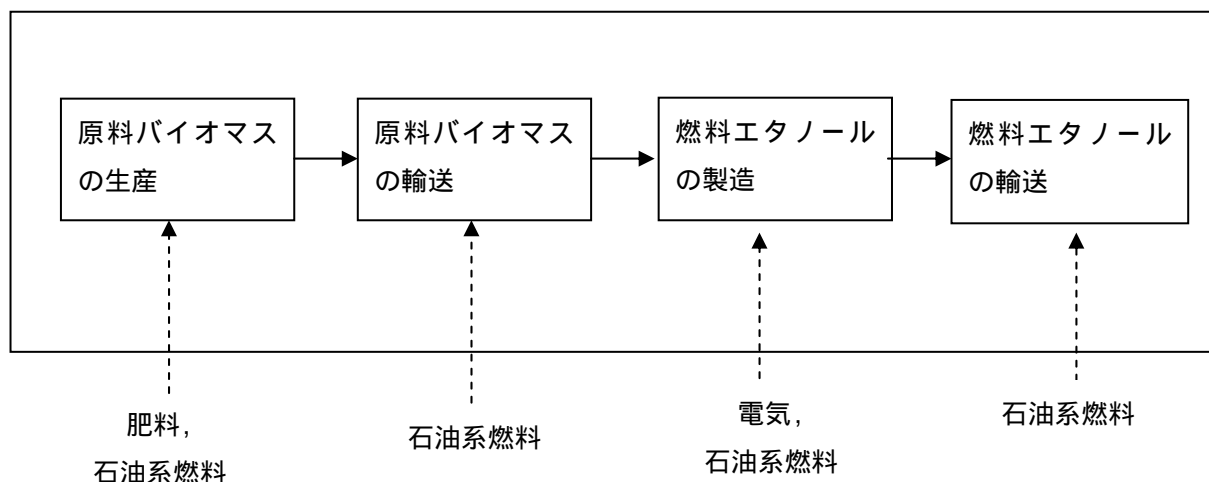 原料バイオマス
の生産
原料バイオマス
の輸送
燃料エタノール
の製造
燃料エタノール
の輸送
肥料,
石油系燃料
石油系燃料
電気,
石油系燃料
石油系燃料